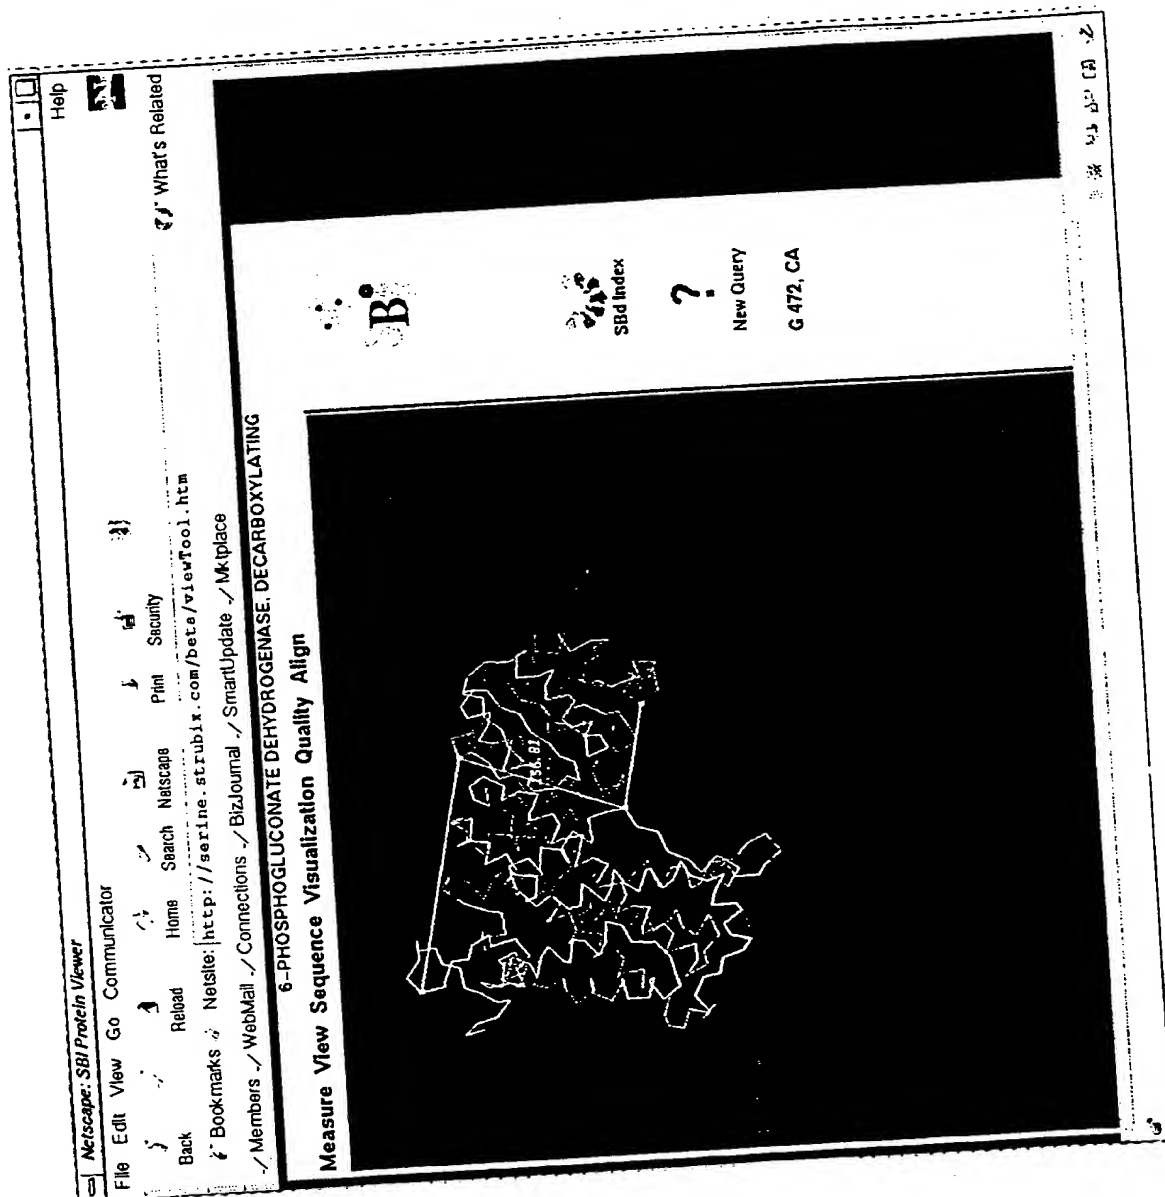 Netscape: SBI Protein Viewer
File Edit View Go Communicator Help
Back Reload Home Search Netscape Print Security
Bookmarks Netsite: http://serine.strubix.com/beta/viewTool.htm What's Related
Members WebMail Connections BizJournal SmartUpdate Mktplace
6-PHOSPHOGLUCONATE DEHYDROGENASE, DECARBOXYLATING
Measure View Sequence Visualization Quality Align
SB
SBd Index
?
New Query
G 472, CA